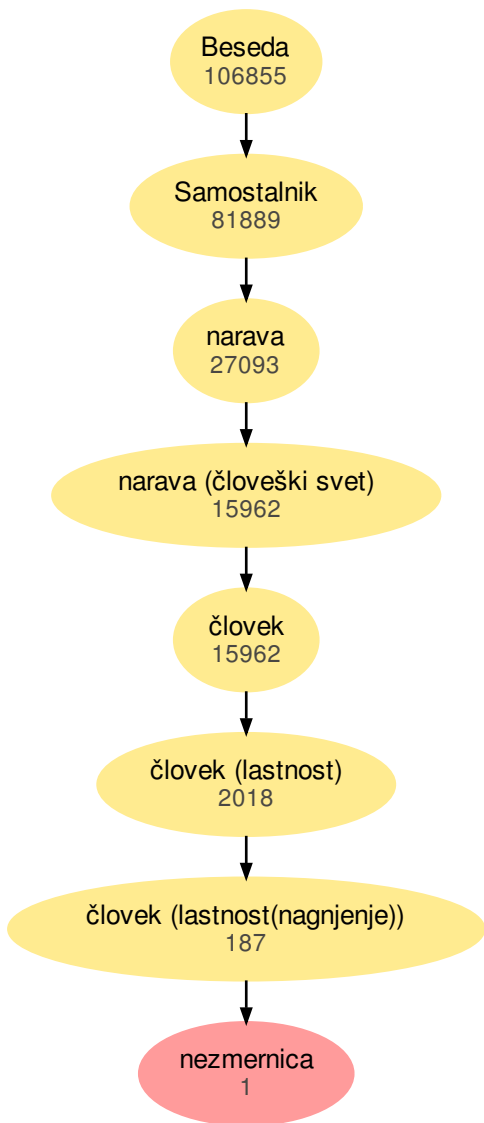 Beseda
106855
Samostalnik
81889
narava
27093
narava (človeški svet)
15962
človek
15962
človek (lastnost)
2018
človek (lastnost(nagnjenje))
187
nezmernica
1